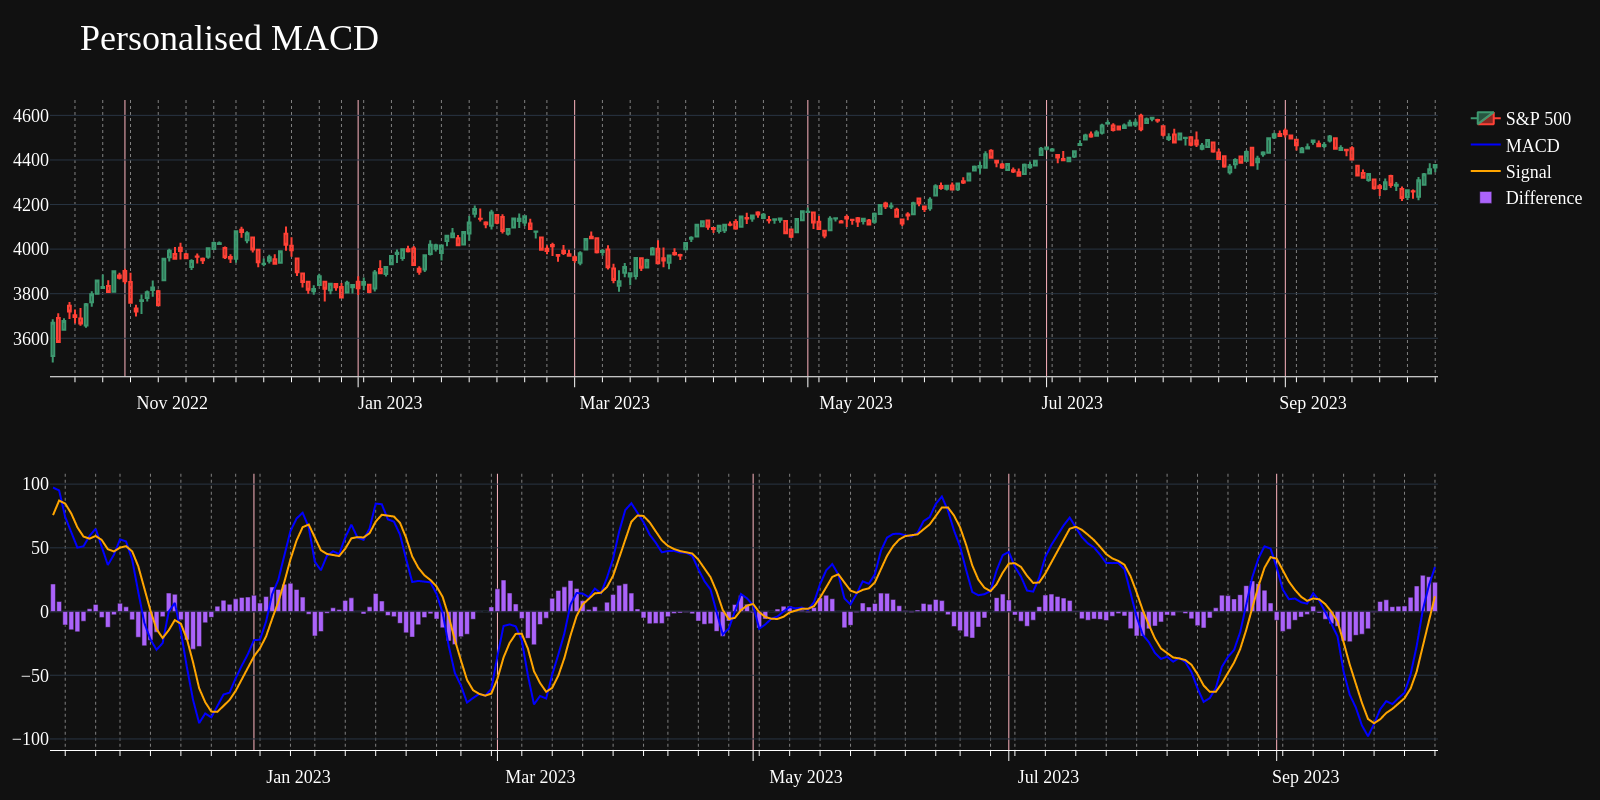 Personalised MACD
4600
4400
4200
4000
3800
3600
Nov 2022 Jan 2023 Mar 2023 May 2023 Jul 2023 Sep 2023
S&P 500
MACD
Signal
Difference
100
50
0
−50
−100
Jan 2023 Mar 2023 May 2023 Jul 2023 Sep 2023